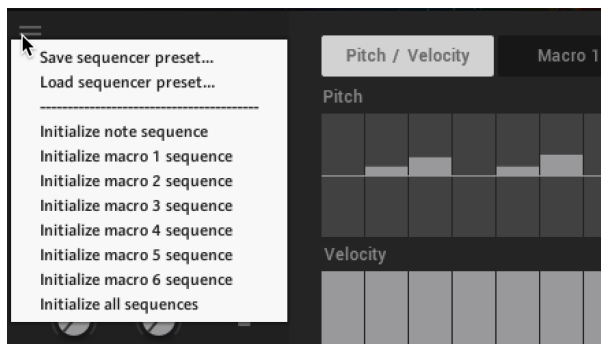 Save sequencer preset...
Load sequencer preset...
----------------------------------------
Initialize note sequence
Initialize macro 1 sequence
Initialize macro 2 sequence
Initialize macro 3 sequence
Initialize macro 4 sequence
Initialize macro 5 sequence
Initialize macro 6 sequence
Initialize all sequences
Pitch / Velocity
Macro 1
Pitch
Velocity